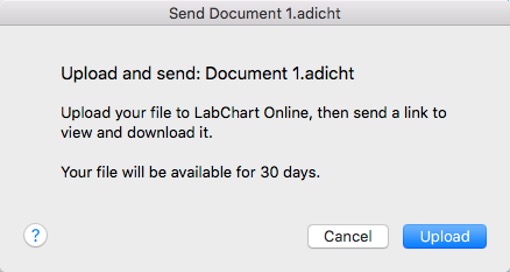 Send Document 1.adicht
Upload and send: Document 1.adicht
Upload your file to LabChart Online, then send a link to
view and download it.
Your file will be available for 30 days.
?
Cancel
Upload